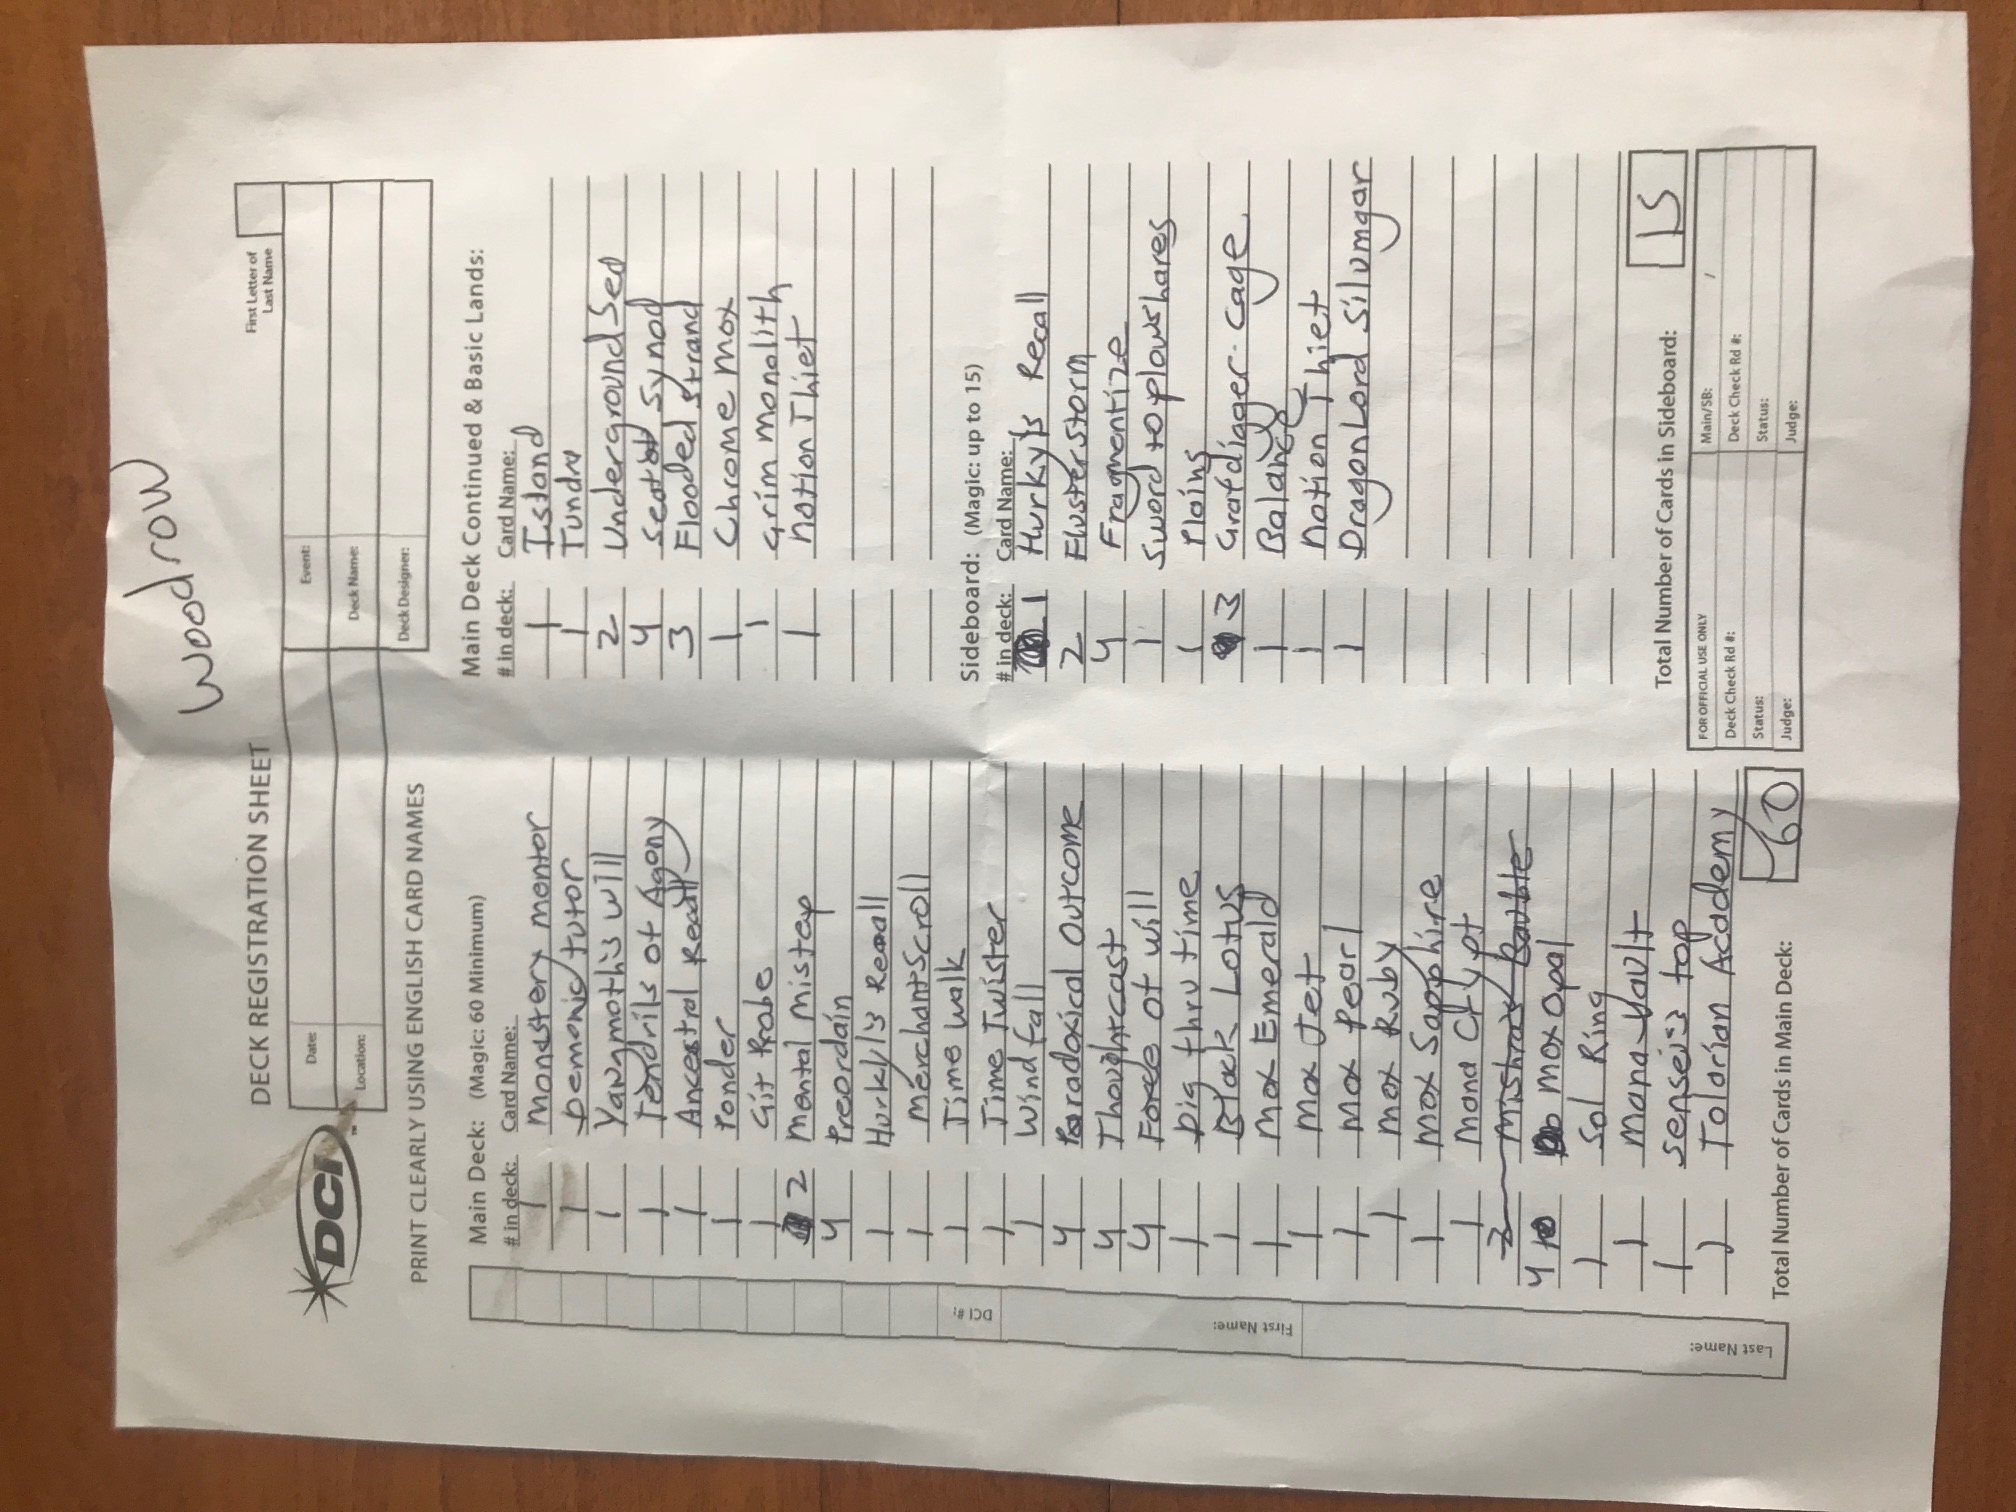 Woodrow
DECK REGISTRATION SHEET
First Letter of
Last Name
DCI
TM
Date:
Event:
Location:
Deck Name:
Deck Designer:
PRINT CLEARLY USING ENGLISH CARD NAMES
Main Deck: (Magic: 60 Minimum)
# in deck: Card Name:
1 Monastery mentor
1 Demonic tutor
1 Yawgmoth's will
1 Tendrils of Agony
1 Ancestral Recall
1 Ponder
1 Git Probe
2 Mental Mistep
4 Preordain
1 Hurkyl's Recall
1 Merchant Scroll
1 Time Walk
1 Time Twister
1 Windfall
4 Paradoxical Outcome
4 Thoughtcast
4 Force of will
1 Dig thru time
1 Black Lotus
1 Mox Emerald
1 Mox Jet
1 Mox Pearl
1 Mox Ruby
1 Mox Sapphire
1 Mana Crypt
2 Mishra's Bauble
4 Mox Opal
1 Sol Ring
1 Mana Vault
1 Sensei's top
1 Tolarian Academy
Total Number of Cards in Main Deck: 60
DCI #:
First Name:
Last Name:
Main Deck Continued & Basic Lands:
# in deck: Card Name:
1 Island
1 Tundra
2 Underground Sea
4 Seat of Synod
3 Flooded Strand
1 Chrome Mox
1 Grim Monolith
1 Notion Thief
Sideboard: (Magic: up to 15)
# in deck: Card Name:
1 Hurky's Recall
2 Flusterstorm
4 Fragmentize
1 Sword to plowshares
1 Plains
3 Grafdigger cage
1 Balance
1 Notion Thief
1 DragonLord Silumgar
Total Number of Cards in Sideboard: 15
FOR OFFICIAL USE ONLY
Main/SB: /
Deck Check Rd #:
Deck Check Rd #:
Status:
Status:
Judge:
Judge: